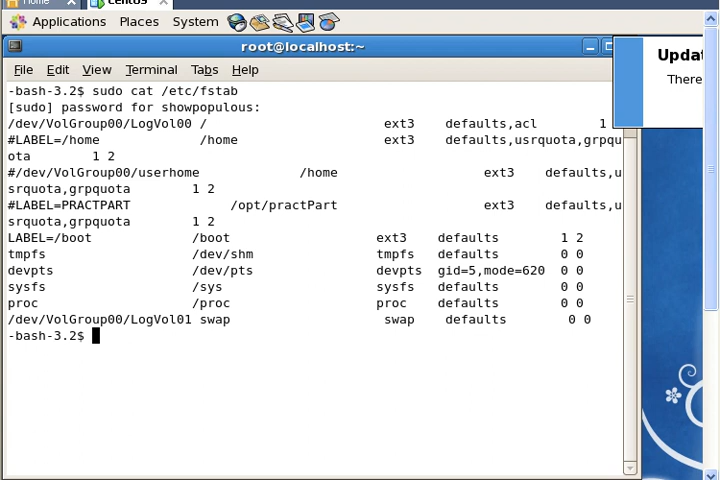 Home
CentOS
Applications Places System
root@localhost:~
File Edit View Terminal Tabs Help
Updat
There
-bash-3.2$ sudo cat /etc/fstab
[sudo] password for showpopulous:
/dev/VolGroup00/LogVol00 / ext3 defaults,acl 1
#LABEL=/home /home ext3 defaults,usrquota,grpqu
ota 1 2
#/dev/VolGroup00/userhome /home ext3 defaults,u
srquota,grpquota 1 2
#LABEL=PRACTPART /opt/practPart ext3 defaults,u
srquota,grpquota 1 2
LABEL=/boot /boot ext3 defaults 1 2
tmpfs /dev/shm tmpfs defaults 0 0
devpts /dev/pts devpts gid=5,mode=620 0 0
sysfs /sys sysfs defaults 0 0
proc /proc proc defaults 0 0
/dev/VolGroup00/LogVol01 swap swap defaults 0 0
-bash-3.2$